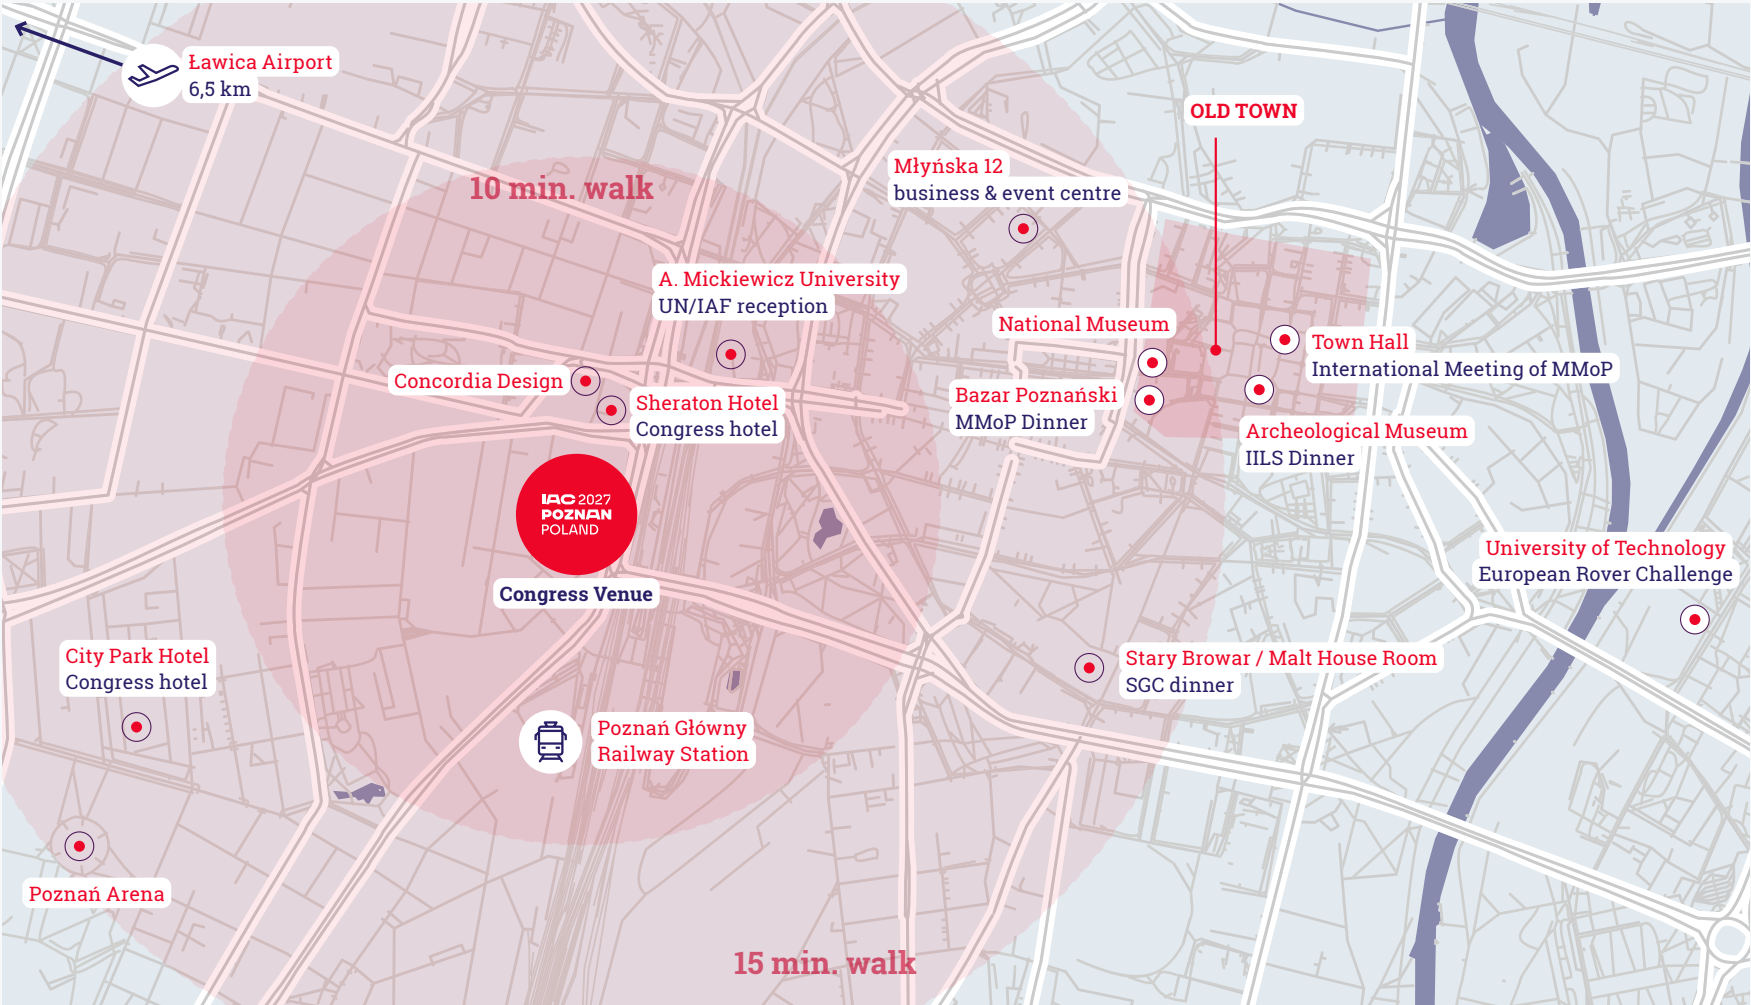 Ławica Airport
6,5 km
OLD TOWN
Młyńska 12
business & event centre
10 min. walk
A. Mickiewicz University
UN/IAF reception
National Museum
Town Hall
International Meeting of MMoP
Concordia Design
Sheraton Hotel
Congress hotel
Bazar Poznański
MMoP Dinner
Archeological Museum
IILS Dinner
IAC 2027
POZNAN
POLAND
Congress Venue
University of Technology
European Rover Challenge
City Park Hotel
Congress hotel
Stary Browar / Malt House Room
SGC dinner
Poznań Główny
Railway Station
Poznań Arena
15 min. walk